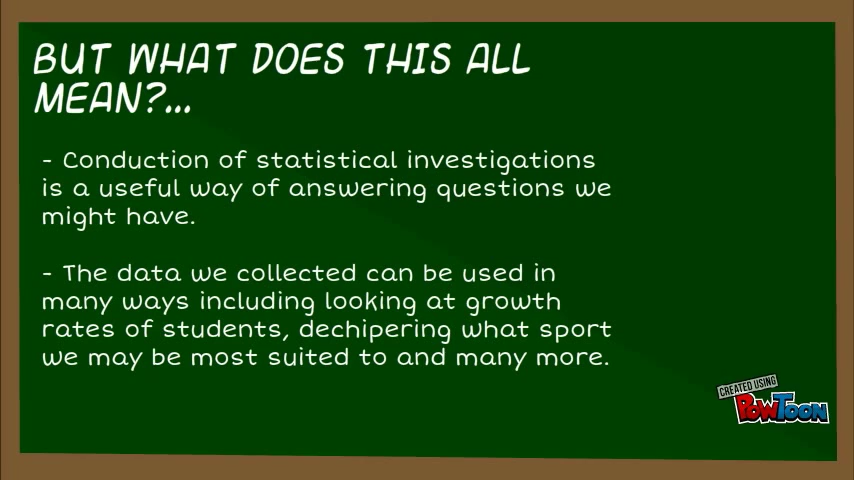 BUT WHAT DOES THIS ALL
MEAN?...
- Conduction of statistical investigations
is a useful way of answering questions we
might have.
- The data we collected can be used in
many ways including looking at growth
rates of students, dechipering what sport
we may be most suited to and many more.
CREATED USING
POWTOON